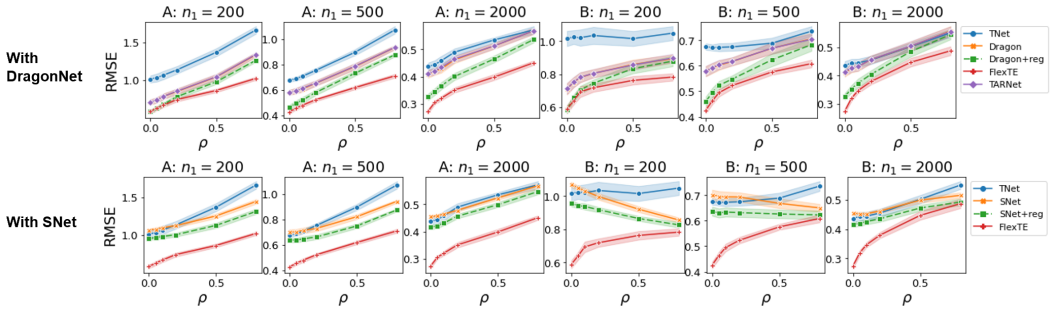 With DragonNet
A: n₁ = 200
A: n₁ = 500
A: n₁ = 2000
B: n₁ = 200
B: n₁ = 500
B: n₁ = 2000
RMSE
1.5
1.0
0.8
0.6
0.4
0.5
0.4
0.3
1.0
0.8
0.6
0.7
0.6
0.5
0.4
0.5
0.4
0.3
0.0 0.5
0.0 0.5
0.0 0.5
0.0 0.5
0.0 0.5
0.0 0.5
ρ ρ ρ ρ ρ ρ
TNet
Dragon
Dragon+reg
FlexTE
TARNet
With SNet
A: n₁ = 200
A: n₁ = 500
A: n₁ = 2000
B: n₁ = 200
B: n₁ = 500
B: n₁ = 2000
RMSE
1.5
1.0
1.0
0.8
0.6
0.4
0.5
0.4
0.3
1.0
0.8
0.6
0.7
0.6
0.5
0.4
0.5
0.4
0.3
0.0 0.5
0.0 0.5
0.0 0.5
0.0 0.5
0.0 0.5
0.0 0.5
ρ ρ ρ ρ ρ ρ
TNet
SNet
SNet+reg
FlexTE